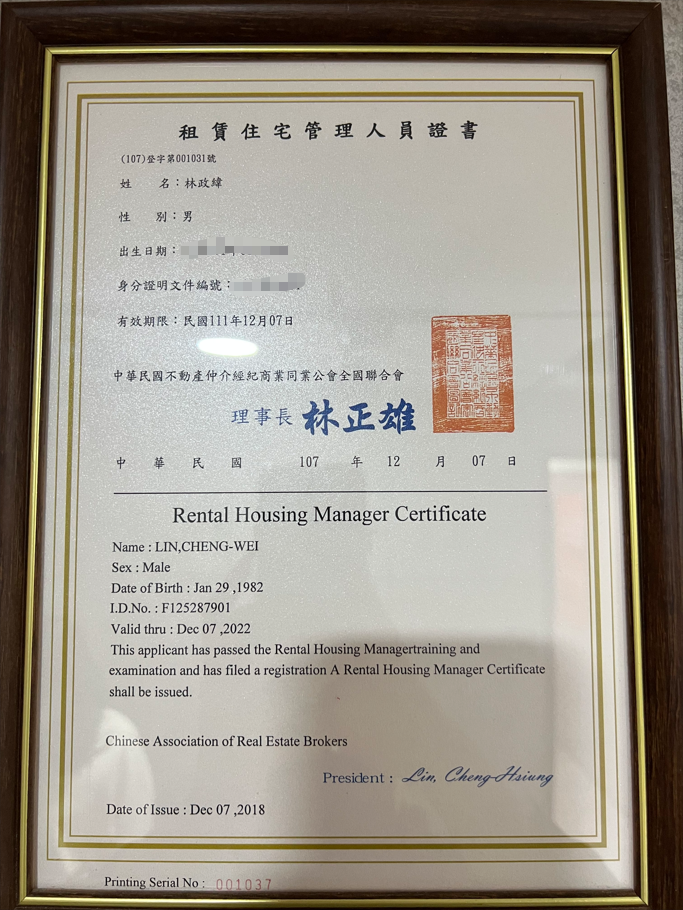 租賃住宅管理人員證書
(107)登字第001031號
姓 名：林政緯
性 別：男
出生日期：
身分證明文件編號：
有效期限：民國111年12月07日
中華民國不動產仲介經紀商業同業公會全國聯合會
理事長 林正雄
中 華 民 國 107 年 12 月 07 日
Rental Housing Manager Certificate
Name : LIN,CHENG-WEI
Sex : Male
Date of Birth : Jan 29 ,1982
I.D.No. : F125287901
Valid thru : Dec 07 ,2022
This applicant has passed the Rental Housing Managertraining and
examination and has filed a registration A Rental Housing Manager Certificate
shall be issued.
Chinese Association of Real Estate Brokers
President : Lin, Cheng-Hsiung
Date of Issue : Dec 07 ,2018
Printing Serial No : 001037